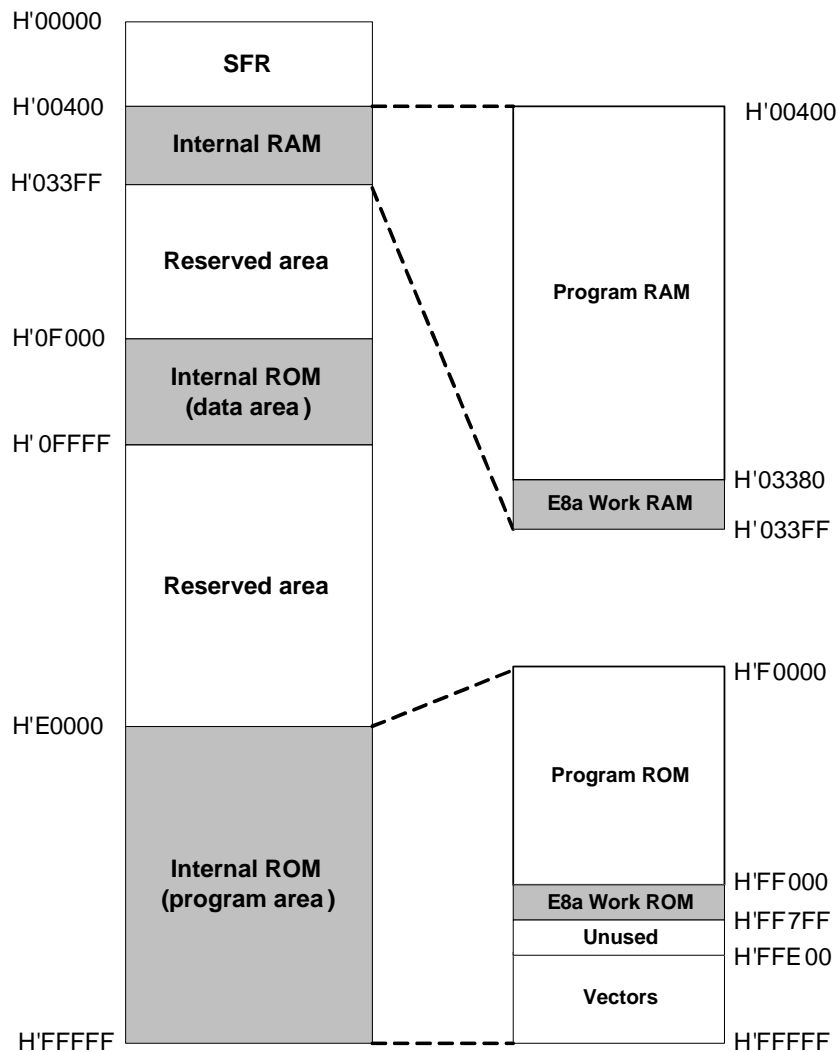 H'00000
SFR
H'00400
Internal RAM
H'033FF
Reserved area
H'0F000
Internal ROM
(data area)
H'0FFFF
Reserved area
H'E0000
Internal ROM
(program area)
H'FFFFF
H'00400
Program RAM
H'03380
E8a Work RAM
H'033FF
H'F0000
Program ROM
H'FF000
E8a Work ROM
H'FF7FF
Unused
H'FFE00
Vectors
H'FFFFF